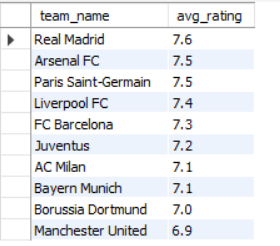 team_name avg_rating
Real Madrid 7.6
Arsenal FC 7.5
Paris Saint-Germain 7.5
Liverpool FC 7.4
FC Barcelona 7.3
Juventus 7.2
AC Milan 7.1
Bayern Munich 7.1
Borussia Dortmund 7.0
Manchester United 6.9